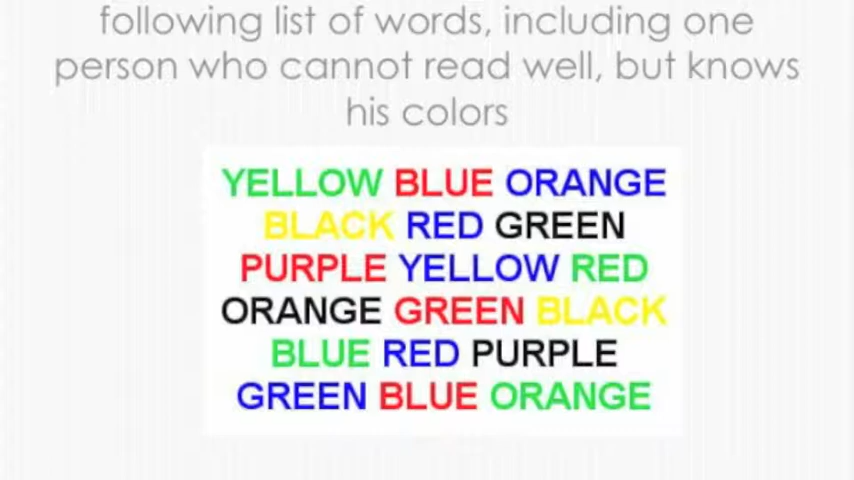 following list of words, including one
person who cannot read well, but knows
his colors
YELLOW BLUE ORANGE
BLACK RED GREEN
PURPLE YELLOW RED
ORANGE GREEN BLACK
BLUE RED PURPLE
GREEN BLUE ORANGE